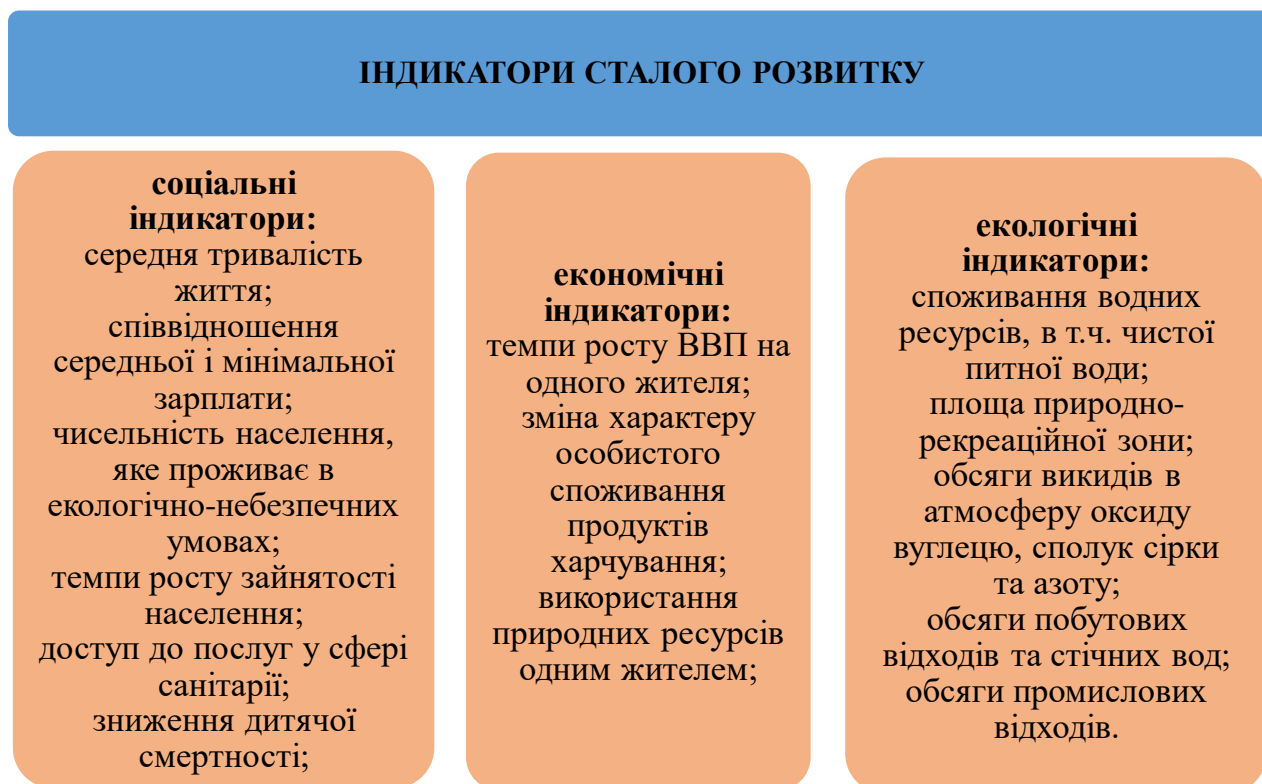 ІНДИКАТОРИ СТАЛОГО РОЗВИТКУ
соціальні
індикатори:
середня тривалість
життя;
співвідношення
середньої і мінімальної
зарплати;
чисельність населення,
яке проживає в
екологічно-небезпечних
умовах;
темпи росту зайнятості
населення;
доступ до послуг у сфері
санітарії;
зниження дитячої
смертності;
економічні
індикатори:
темпи росту ВВП на
одного жителя;
зміна характеру
особистого
споживання
продуктів
харчування;
використання
природних ресурсів
одним жителем;
екологічні
індикатори:
споживання водних
ресурсів, в т.ч. чистої
питної води;
площа природно-
рекреаційної зони;
обсяги викидів в
атмосферу оксиду
вуглецю, сполук сірки
та азоту;
обсяги побутових
відходів та стічних вод;
обсяги промислових
відходів.